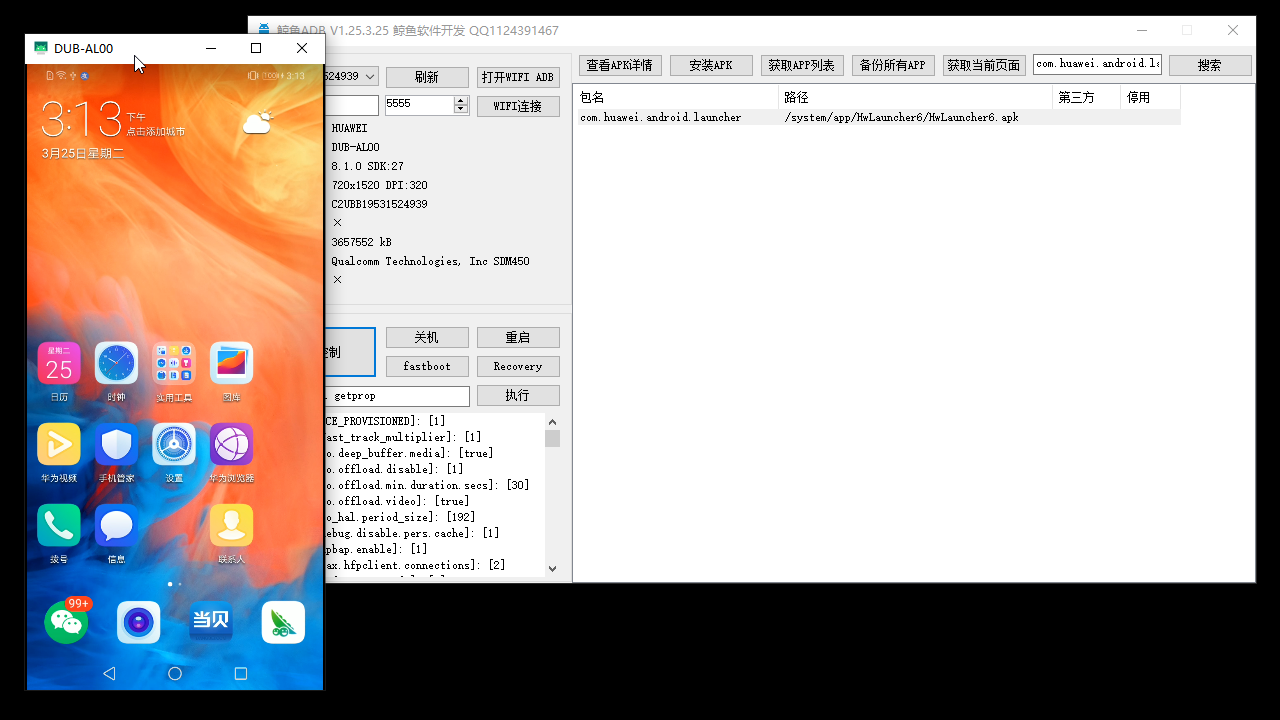 鲸鱼ADB V1.25.3.25 鲸鱼软件开发 QQ1124391467
DUB-AL00
100
3:13
3:13
下午
点击添加城市
3月25日星期二
星期二
25
日历
时钟
实用工具
图库
华为视频
手机管家
设置
华为浏览器
拨号
信息
联系人
99+
当贝
524939
刷新
打开WIFI ADB
5555
WIFI连接
HUAWEI
DUB-AL00
8.1.0 SDK:27
720x1520 DPI:320
C2UBB19531524939
×
3657552 kB
Qualcomm Technologies, Inc SDM450
×
制
关机
重启
fastboot
Recovery
getprop
执行
CE_PROVISIONED]: [1]
ast_track_multiplier]: [1]
o.deep_buffer.media]: [true]
o.offload.disable]: [1]
o.offload.min.duration.secs]: [30]
o.offload.video]: [true]
o_hal.period_size]: [192]
ebug.disable.pers.cache]: [1]
pbap.enable]: [1]
ax.hfpclient.connections]: [2]
查看APK详情
安装APK
获取APP列表
备份所有APP
获取当前页面
com.huawei.android.la
搜索
包名
路径
第三方
停用
com.huawei.android.launcher
/system/app/HwLauncher6/HwLauncher6.apk